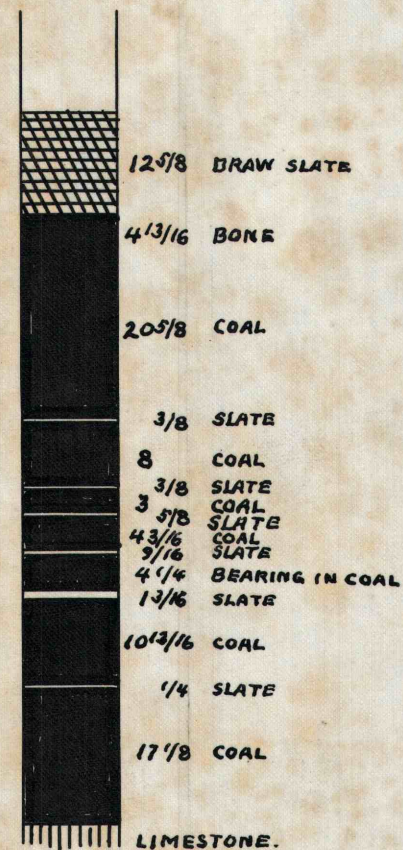 12 5/8 DRAW SLATE
4 13/16 BONE
20 5/8 COAL
3/8 SLATE
8 COAL
3/8 SLATE
3 COAL
5/8 SLATE
4 3/16 COAL
9/16 SLATE
4 1/4 BEARING IN COAL
1 3/16 SLATE
10 13/16 COAL
1/4 SLATE
17 1/8 COAL
LIMESTONE.